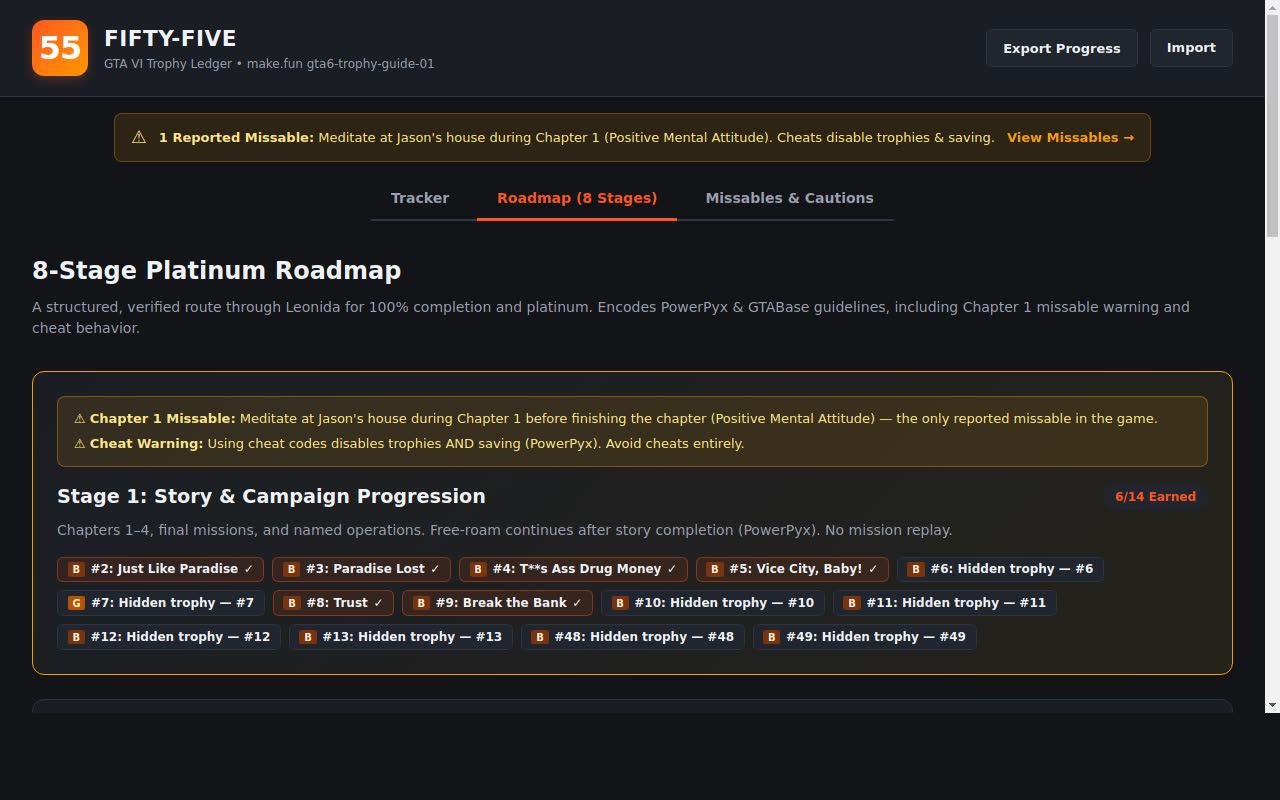 55
FIFTY-FIVE
GTA VI Trophy Ledger • make.fun gta6-trophy-guide-01
Export Progress
Import
⚠ 1 Reported Missable: Meditate at Jason's house during Chapter 1 (Positive Mental Attitude). Cheats disable trophies & saving. View Missables →
Tracker
Roadmap (8 Stages)
Missables & Cautions
8-Stage Platinum Roadmap
A structured, verified route through Leonida for 100% completion and platinum. Encodes PowerPyx & GTABase guidelines, including Chapter 1 missable warning and
cheat behavior.
⚠ Chapter 1 Missable: Meditate at Jason's house during Chapter 1 before finishing the chapter (Positive Mental Attitude) — the only reported missable in the game.
⚠ Cheat Warning: Using cheat codes disables trophies AND saving (PowerPyx). Avoid cheats entirely.
Stage 1: Story & Campaign Progression
6/14 Earned
Chapters 1–4, final missions, and named operations. Free-roam continues after story completion (PowerPyx). No mission replay.
B #2: Just Like Paradise ✓ B #3: Paradise Lost ✓ B #4: T**s Ass Drug Money ✓ B #5: Vice City, Baby! ✓ B #6: Hidden trophy — #6
G #7: Hidden trophy — #7 B #8: Trust ✓ B #9: Break the Bank ✓ B #10: Hidden trophy — #10 B #11: Hidden trophy — #11
B #12: Hidden trophy — #12 B #13: Hidden trophy — #13 B #48: Hidden trophy — #48 B #49: Hidden trophy — #49